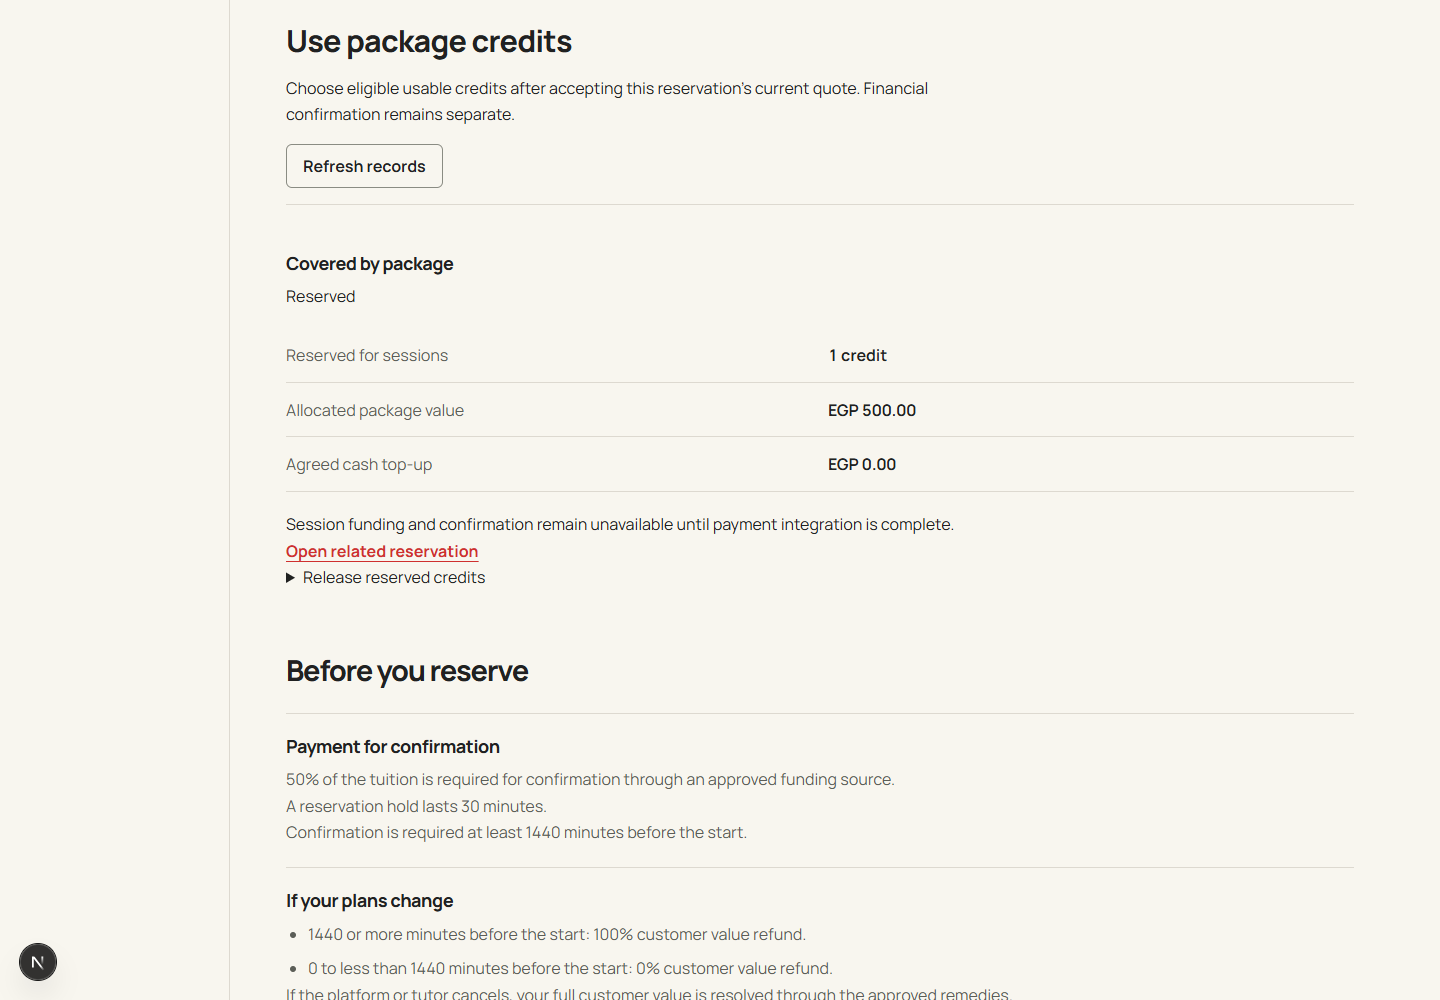 Use package credits
Choose eligible usable credits after accepting this reservation's current quote. Financial
confirmation remains separate.
Refresh records
Covered by package
Reserved
Reserved for sessions 1 credit
Allocated package value EGP 500.00
Agreed cash top-up EGP 0.00
Session funding and confirmation remain unavailable until payment integration is complete.
Open related reservation
Release reserved credits
Before you reserve
Payment for confirmation
50% of the tuition is required for confirmation through an approved funding source.
A reservation hold lasts 30 minutes.
Confirmation is required at least 1440 minutes before the start.
If your plans change
1440 or more minutes before the start: 100% customer value refund.
0 to less than 1440 minutes before the start: 0% customer value refund.
If the platform or tutor cancels, your full customer value is resolved through the approved remedies.
N